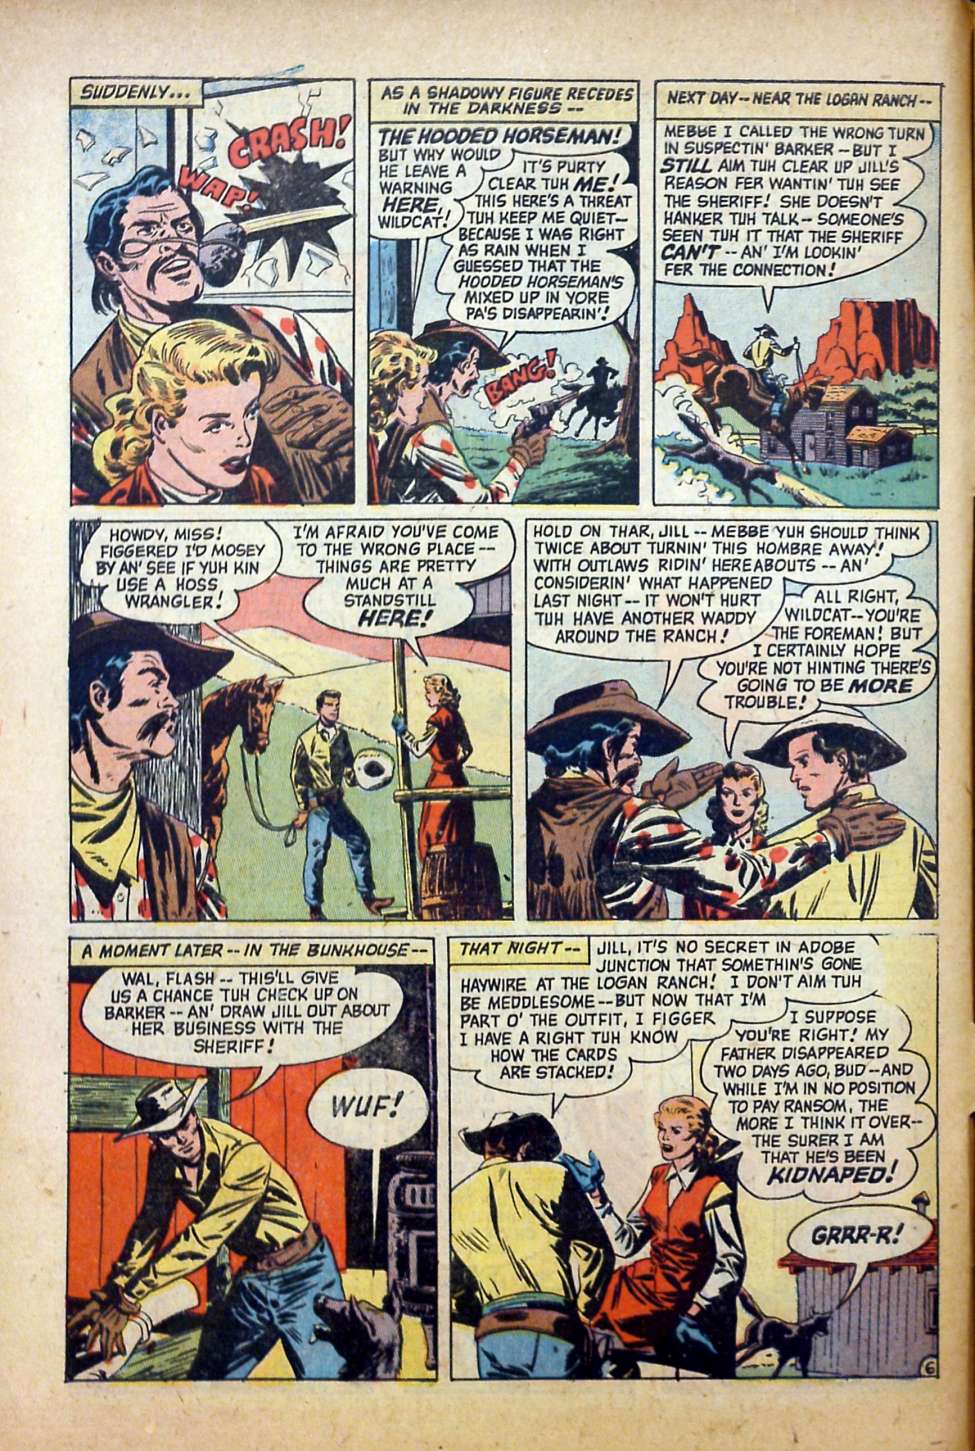 SUDDENLY...
CRASH!
WAP!
AS A SHADOWY FIGURE RECEDES
IN THE DARKNESS--
THE HOODED HORSEMAN!
BUT WHY WOULD
HE LEAVE A
WARNING
HERE,
WILDCAT!
IT'S PURTY
CLEAR TUH ME!
THIS HERE'S A THREAT
TUH KEEP ME QUIET--
BECAUSE I WAS RIGHT
AS RAIN WHEN I
GUESSED THAT THE
HOODED HORSEMAN'S
MIXED UP IN YORE
PA'S DISAPPEARIN'!
BANG!
NEXT DAY--NEAR THE LOGAN RANCH--
MEBBE I CALLED THE WRONG TURN
IN SUSPECTIN' BARKER--BUT I
STILL AIM TUH CLEAR UP JILL'S
REASON FER WANTIN' TUH SEE
THE SHERIFF! SHE DOESN'T
HANKER TUH TALK--SOMEONE'S
SEEN TUH IT THAT THE SHERIFF
CAN'T--AN' I'M LOOKIN'
FER THE CONNECTION!
HOWDY, MISS!
FIGGERED I'D MOSEY
BY AN' SEE IF YUH KIN
USE A HOSS
WRANGLER!
I'M AFRAID YOU'VE COME
TO THE WRONG PLACE--
THINGS ARE PRETTY
MUCH AT A
STANDSTILL
HERE!
HOLD ON THAR, JILL--MEBBE YUH SHOULD THINK
TWICE ABOUT TURNIN' THIS HOMBRE AWAY!
WITH OUTLAWS RIDIN' HEREABOUTS--AN'
CONSIDERIN' WHAT HAPPENED
LAST NIGHT--IT WON'T HURT
TUH HAVE ANOTHER WADDY
AROUND THE RANCH!
ALL RIGHT,
WILDCAT--YOU'RE
THE FOREMAN! BUT
I CERTAINLY HOPE
YOU'RE NOT HINTING THERE'S
GOING TO BE MORE
TROUBLE!
A MOMENT LATER--IN THE BUNKHOUSE--
WAL, FLASH--THIS'LL GIVE
US A CHANCE TUH CHECK UP ON
BARKER--AN' DRAW JILL OUT ABOUT
HER BUSINESS WITH THE
SHERIFF!
WUF!
THAT NIGHT--
JILL, IT'S NO SECRET IN ADOBE
JUNCTION THAT SOMETHIN'S GONE
HAYWIRE AT THE LOGAN RANCH! I DON'T AIM TUH
BE MEDDLESOME--BUT NOW THAT I'M
PART O' THE OUTFIT, I FIGGER
I HAVE A RIGHT TUH KNOW
HOW THE CARDS
ARE STACKED!
I SUPPOSE
YOU'RE RIGHT! MY
FATHER DISAPPEARED
TWO DAYS AGO, BUD--AND
WHILE I'M IN NO POSITION
TO PAY RANSOM, THE
MORE I THINK IT OVER--
THE SURER I AM
THAT HE'S BEEN
KIDNAPED!
GRRR-R!
6